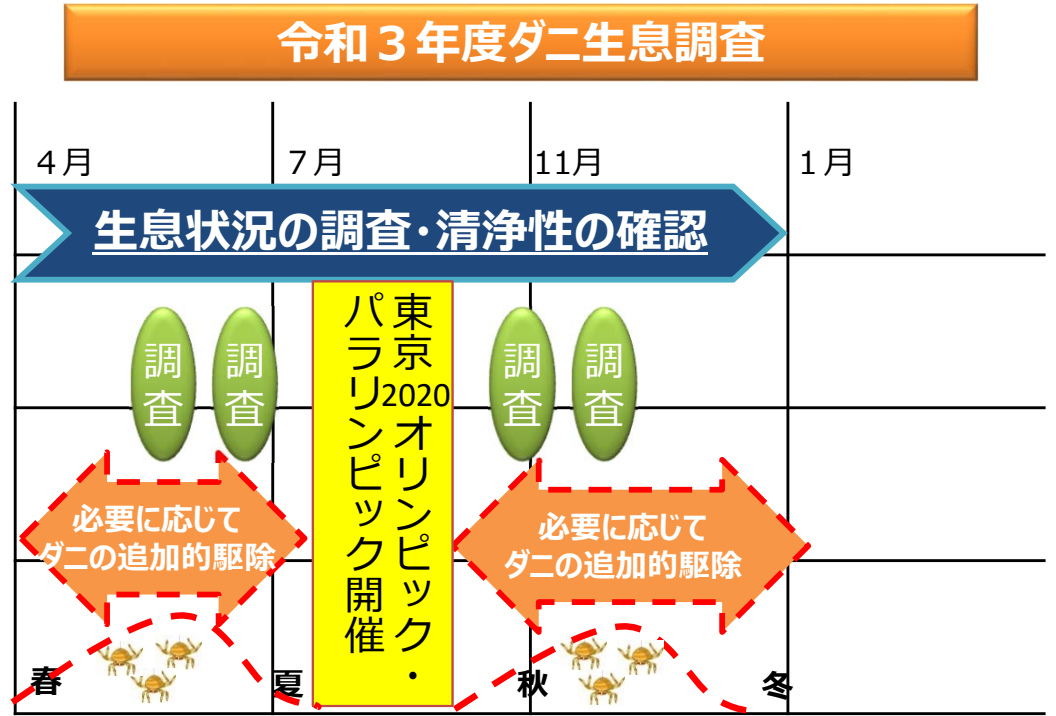 令和３年度ダニ生息調査
４月
７月
11月
１月
生息状況の調査・清浄性の確認
調査
調査
東京2020オリンピック・
パラリンピック開催
調査
調査
必要に応じて
ダニの追加的駆除
必要に応じて
ダニの追加的駆除
春
夏
秋
冬